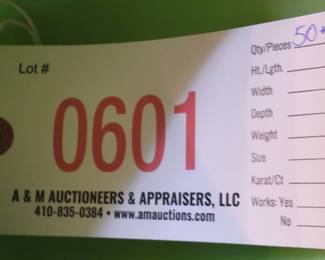 Lot #
0601
A & M AUCTIONEERS & APPRAISERS, LLC
410-835-0384 • www.amauctions.com
Qty/Pieces 50+
Ht./Lgth.
Width
Depth
Weight
Size
Karat/Ct
Works: Yes
No